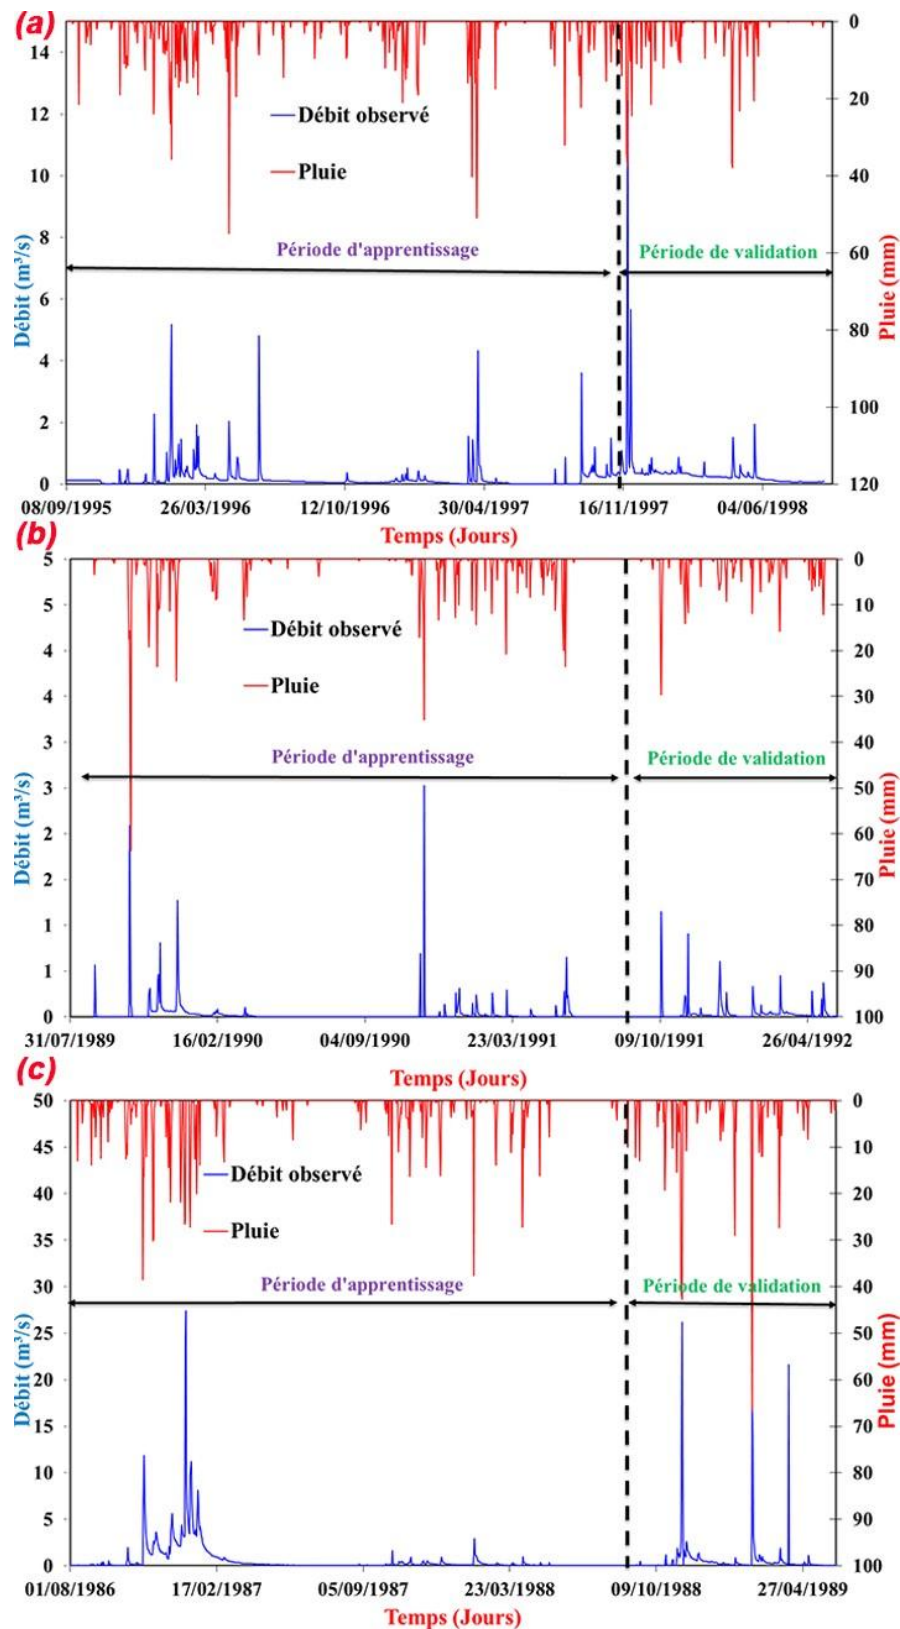 (a)
0
14
12
20
Débit observé
Pluie
10
40
8
Période d'apprentissage
Période de validation
60
Débit (m³/s)
Pluie (mm)
6
80
4
100
2
0
120
08/09/1995 26/03/1996 12/10/1996 30/04/1997 16/11/1997 04/06/1998
Temps (Jours)
(b)
5
0
5
10
Débit observé
4
20
Pluie
4
30
3
40
Période d'apprentissage
Période de validation
Débit (m³/s)
Pluie (mm)
3
50
2
60
2
70
1
80
1
90
0
100
31/07/1989 16/02/1990 04/09/1990 23/03/1991 09/10/1991 26/04/1992
Temps (Jours)
(c)
50
0
45
10
Débit observé
40
20
Pluie
35
30
Période d'apprentissage
Période de validation
30
40
Débit (m³/s)
Pluie (mm)
25
50
20
60
15
70
10
80
5
90
0
100
01/08/1986 17/02/1987 05/09/1987 23/03/1988 09/10/1988 27/04/1989
Temps (Jours)